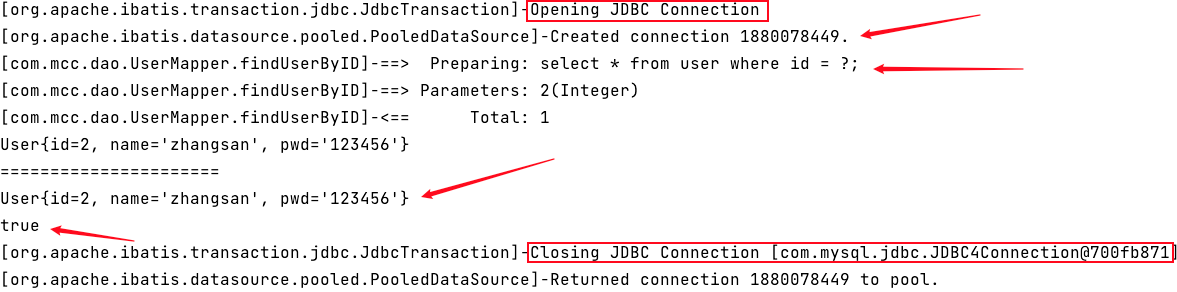 [org.apache.ibatis.transaction.jdbc.JdbcTransaction]-Opening JDBC Connection
[org.apache.ibatis.datasource.pooled.PooledDataSource]-Created connection 1880078449.
[com.mcc.dao.UserMapper.findUserByID]-==>  Preparing: select * from user where id = ?;
[com.mcc.dao.UserMapper.findUserByID]-==> Parameters: 2(Integer)
[com.mcc.dao.UserMapper.findUserByID]-<==      Total: 1
User{id=2, name='zhangsan', pwd='123456'}
======================
User{id=2, name='zhangsan', pwd='123456'}
true
[org.apache.ibatis.transaction.jdbc.JdbcTransaction]-Closing JDBC Connection [com.mysql.jdbc.JDBC4Connection@700fb871]
[org.apache.ibatis.datasource.pooled.PooledDataSource]-Returned connection 1880078449 to pool.